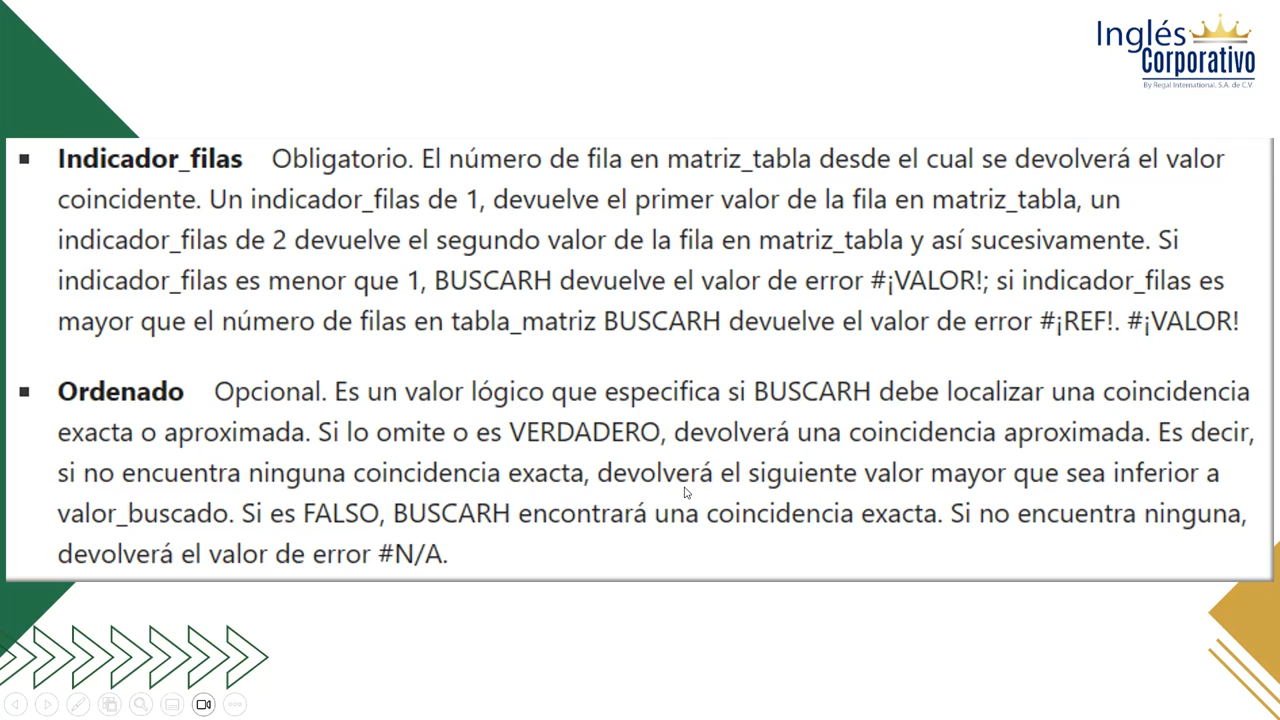 Inglés
Corporativo
By Regal International, S.A. de C.V.
▪ Indicador_filas Obligatorio. El número de fila en matriz_tabla desde el cual se devolverá el valor
coincidente. Un indicador_filas de 1, devuelve el primer valor de la fila en matriz_tabla, un
indicador_filas de 2 devuelve el segundo valor de la fila en matriz_tabla y así sucesivamente. Si
indicador_filas es menor que 1, BUSCARH devuelve el valor de error #¡VALOR!; si indicador_filas es
mayor que el número de filas en tabla_matriz BUSCARH devuelve el valor de error #¡REF!. #¡VALOR!
▪ Ordenado Opcional. Es un valor lógico que especifica si BUSCARH debe localizar una coincidencia
exacta o aproximada. Si lo omite o es VERDADERO, devolverá una coincidencia aproximada. Es decir,
si no encuentra ninguna coincidencia exacta, devolverá el siguiente valor mayor que sea inferior a
valor_buscado. Si es FALSO, BUSCARH encontrará una coincidencia exacta. Si no encuentra ninguna,
devolverá el valor de error #N/A.